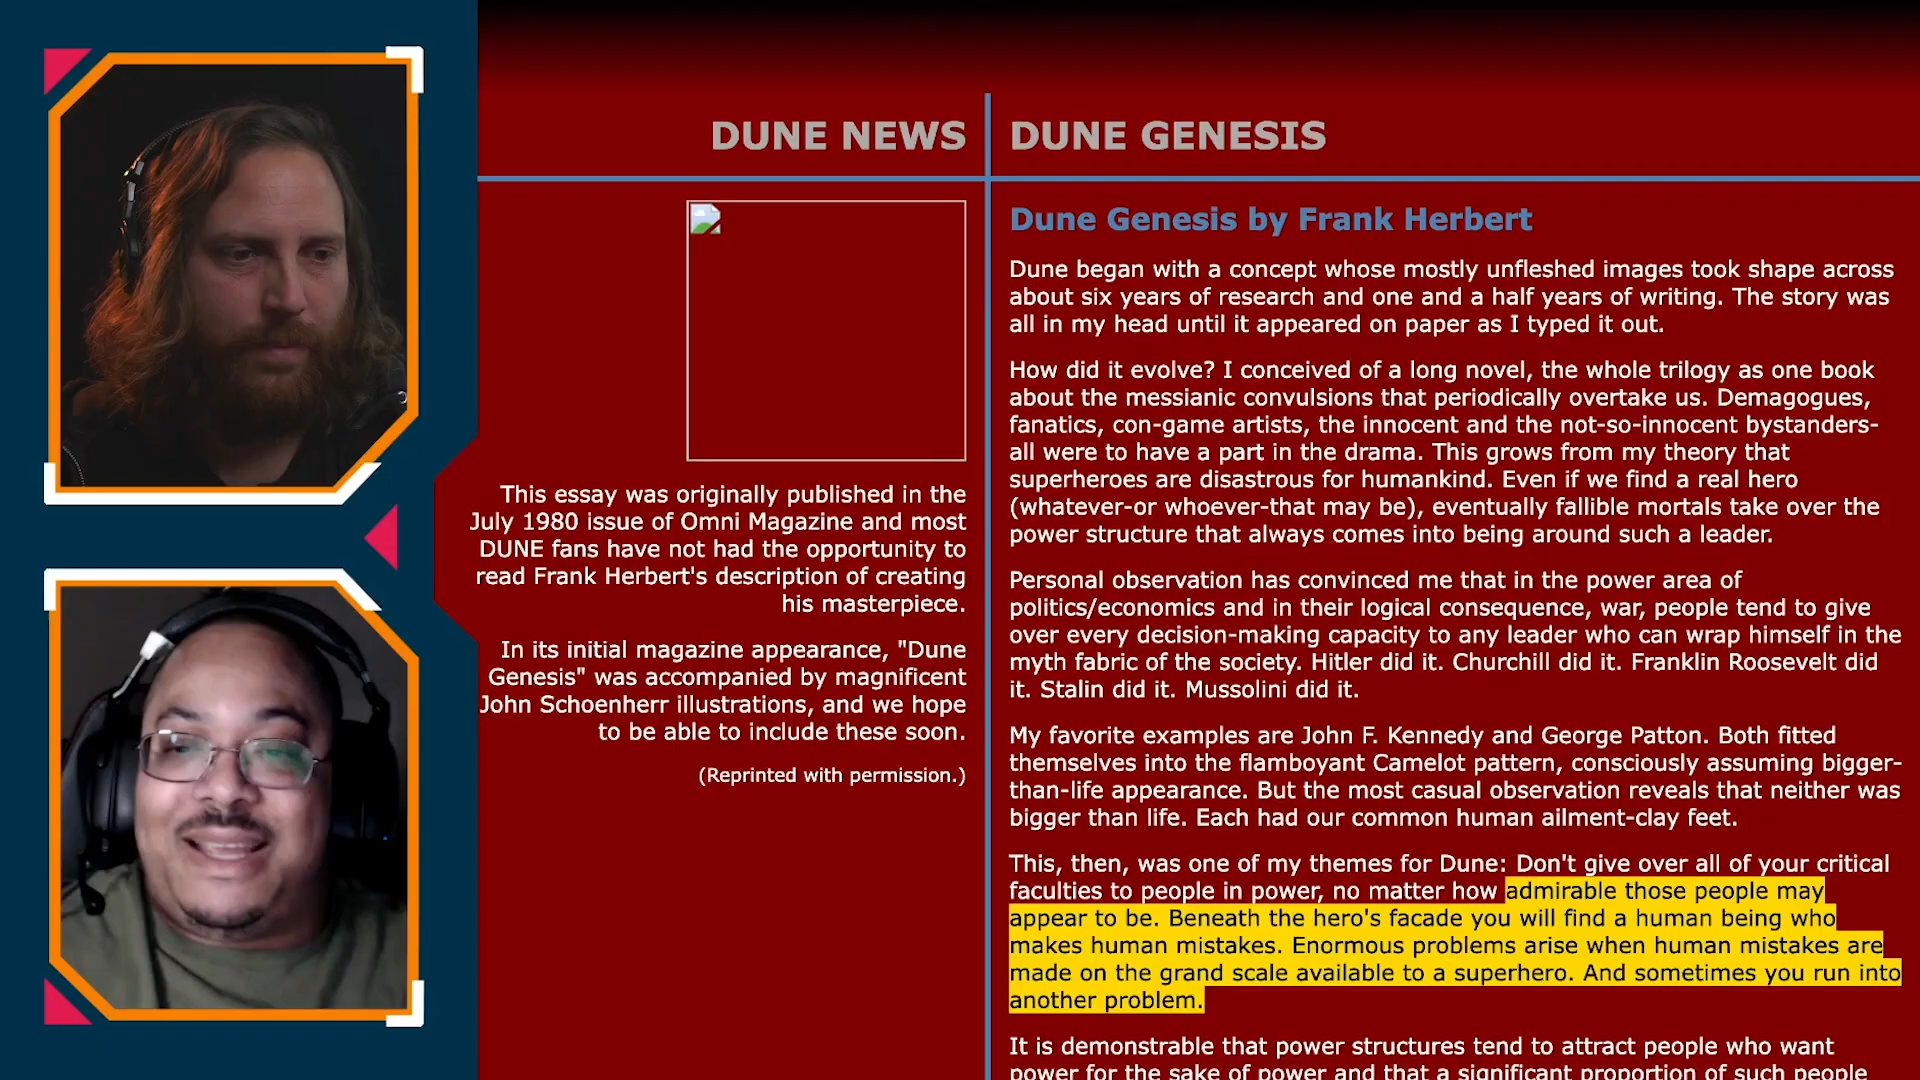 DUNE NEWS
This essay was originally published in the
July 1980 issue of Omni Magazine and most
DUNE fans have not had the opportunity to
read Frank Herbert's description of creating
his masterpiece.
In its initial magazine appearance, "Dune
Genesis" was accompanied by magnificent
John Schoenherr illustrations, and we hope
to be able to include these soon.
(Reprinted with permission.)
DUNE GENESIS
Dune Genesis by Frank Herbert
Dune began with a concept whose mostly unfleshed images took shape across
about six years of research and one and a half years of writing. The story was
all in my head until it appeared on paper as I typed it out.
How did it evolve? I conceived of a long novel, the whole trilogy as one book
about the messianic convulsions that periodically overtake us. Demagogues,
fanatics, con-game artists, the innocent and the not-so-innocent bystanders-
all were to have a part in the drama. This grows from my theory that
superheroes are disastrous for humankind. Even if we find a real hero
(whatever-or whoever-that may be), eventually fallible mortals take over the
power structure that always comes into being around such a leader.
Personal observation has convinced me that in the power area of
politics/economics and in their logical consequence, war, people tend to give
over every decision-making capacity to any leader who can wrap himself in the
myth fabric of the society. Hitler did it. Churchill did it. Franklin Roosevelt did
it. Stalin did it. Mussolini did it.
My favorite examples are John F. Kennedy and George Patton. Both fitted
themselves into the flamboyant Camelot pattern, consciously assuming bigger-
than-life appearance. But the most casual observation reveals that neither was
bigger than life. Each had our common human ailment-clay feet.
This, then, was one of my themes for Dune: Don't give over all of your critical
faculties to people in power, no matter how admirable those people may
appear to be. Beneath the hero's facade you will find a human being who
makes human mistakes. Enormous problems arise when human mistakes are
made on the grand scale available to a superhero. And sometimes you run into
another problem.
It is demonstrable that power structures tend to attract people who want
power for the sake of power and that a significant proportion of such people